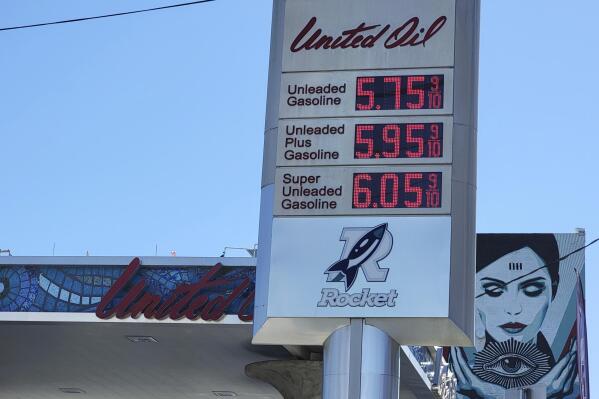 United Oil
Unleaded
Gasoline
5.75 9/10
Unleaded
Plus
Gasoline
5.95 9/10
Super
Unleaded
Gasoline
6.05 9/10
R
Rocket
United Oil